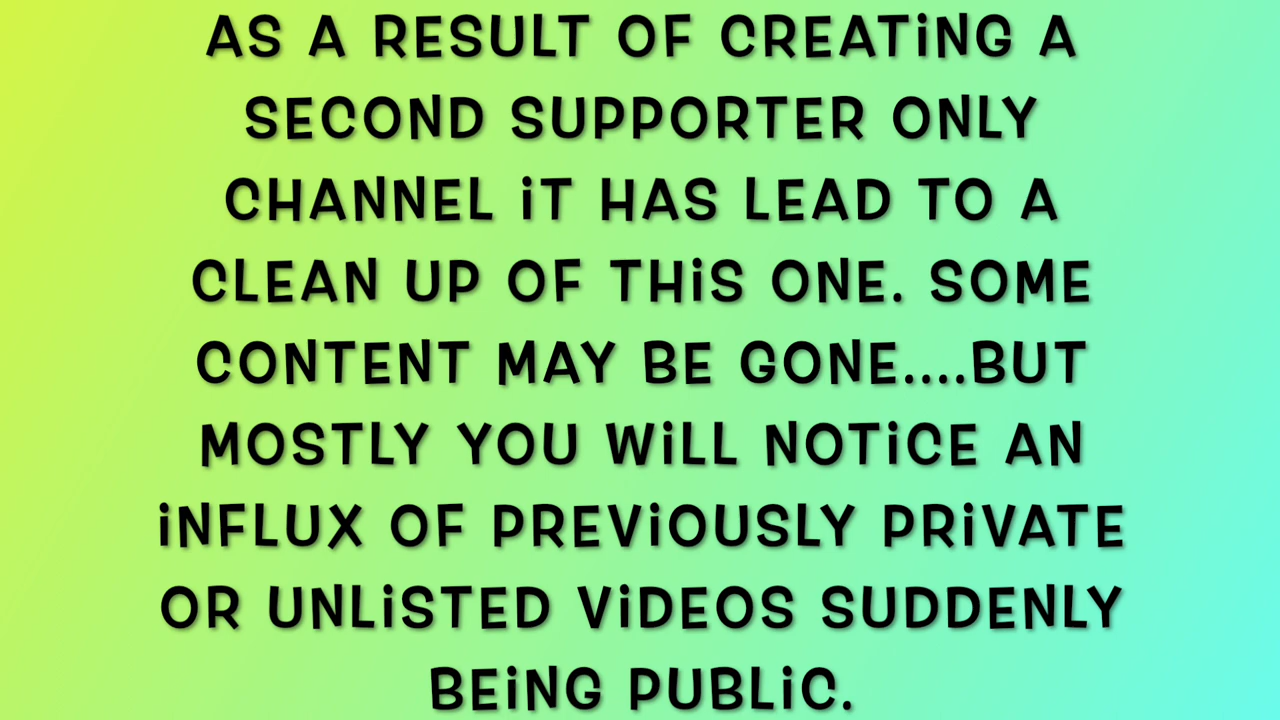 AS A RESULT OF CREATiNG A
SECOND SUPPORTER ONLY
CHANNEL iT HAS LEAD TO A
CLEAN UP OF THiS ONE. SOME
CONTENT MAY BE GONE....BUT
MOSTLY YOU WiLL NOTiCE AN
iNFLUX OF PREViOUSLY PRiVATE
OR UNLiSTED ViDEOS SUDDENLY
BEiNG PUBLiC.